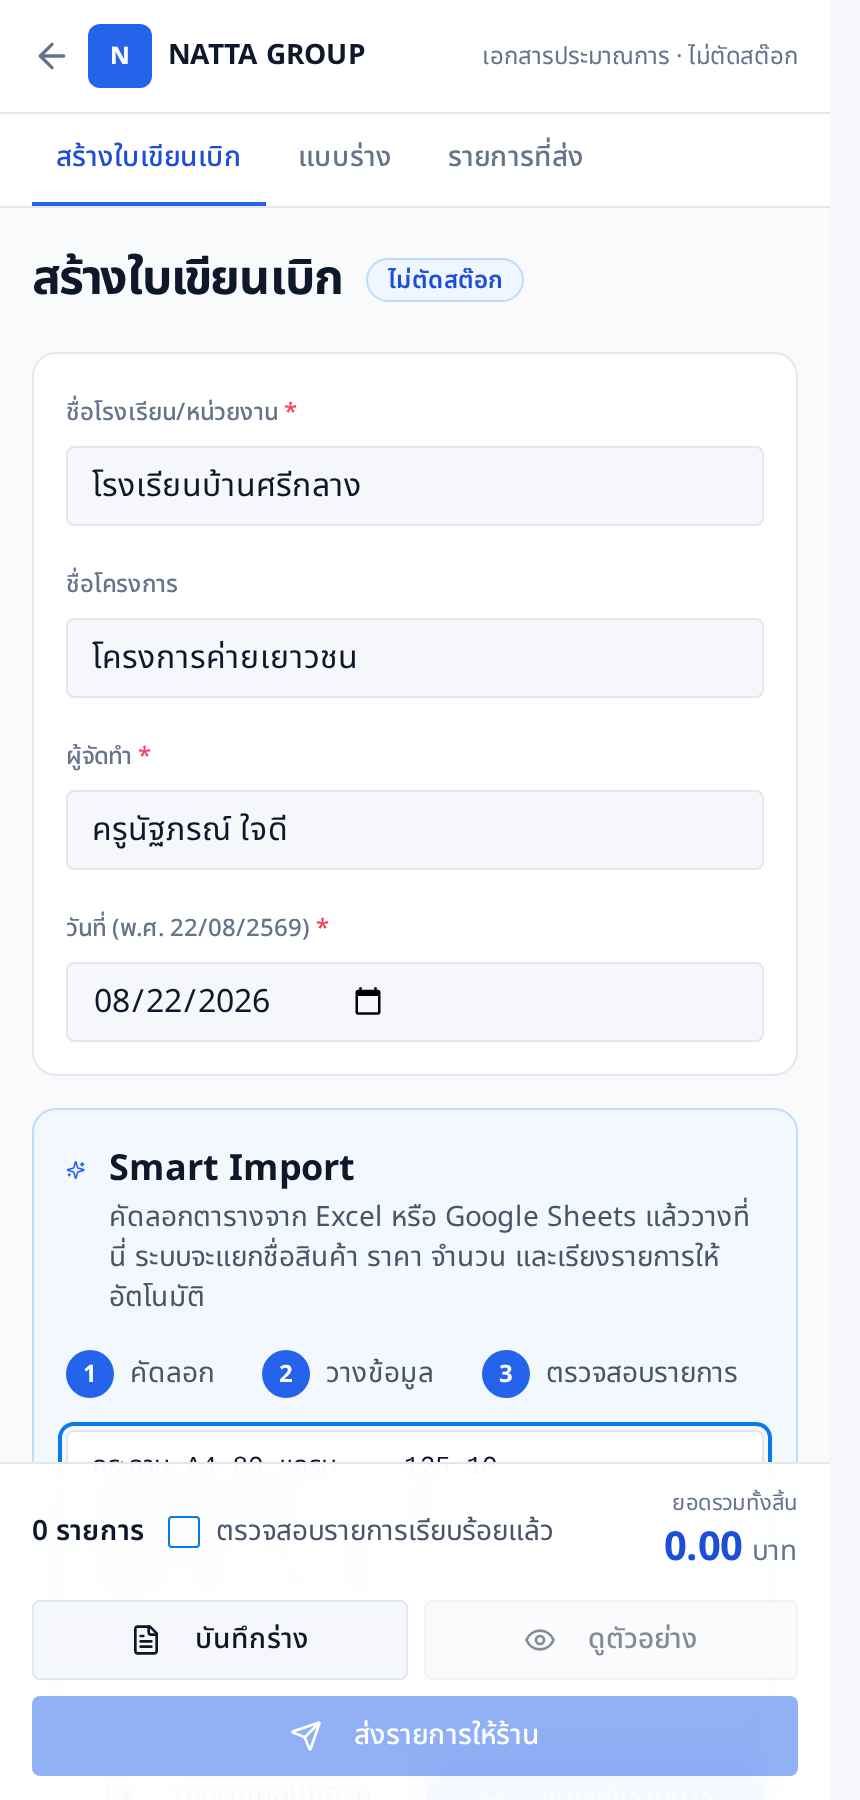 N NATTA GROUP เอกสารประมาณการ · ไม่ตัดสต๊อก
สร้างใบเขียนเบิก แบบร่าง รายการที่ส่ง
สร้างใบเขียนเบิก ไม่ตัดสต๊อก
ชื่อโรงเรียน/หน่วยงาน *
โรงเรียนบ้านศรีกลาง
ชื่อโครงการ
โครงการค่ายเยาวชน
ผู้จัดทำ *
ครูนัฐภรณ์ ใจดี
วันที่ (พ.ศ. 22/08/2569) *
08/22/2026
Smart Import
คัดลอกตารางจาก Excel หรือ Google Sheets แล้ววางที่
นี่ ระบบจะแยกชื่อสินค้า ราคา จำนวน และเรียงรายการให้
อัตโนมัติ
1 คัดลอก 2 วางข้อมูล 3 ตรวจสอบรายการ
กระดาษ A4 80 แกรม 125 10
ยอดรวมทั้งสิ้น
0 รายการ ตรวจสอบรายการเรียบร้อยแล้ว 0.00 บาท
บันทึกร่าง ดูตัวอย่าง
ส่งรายการให้ร้าน